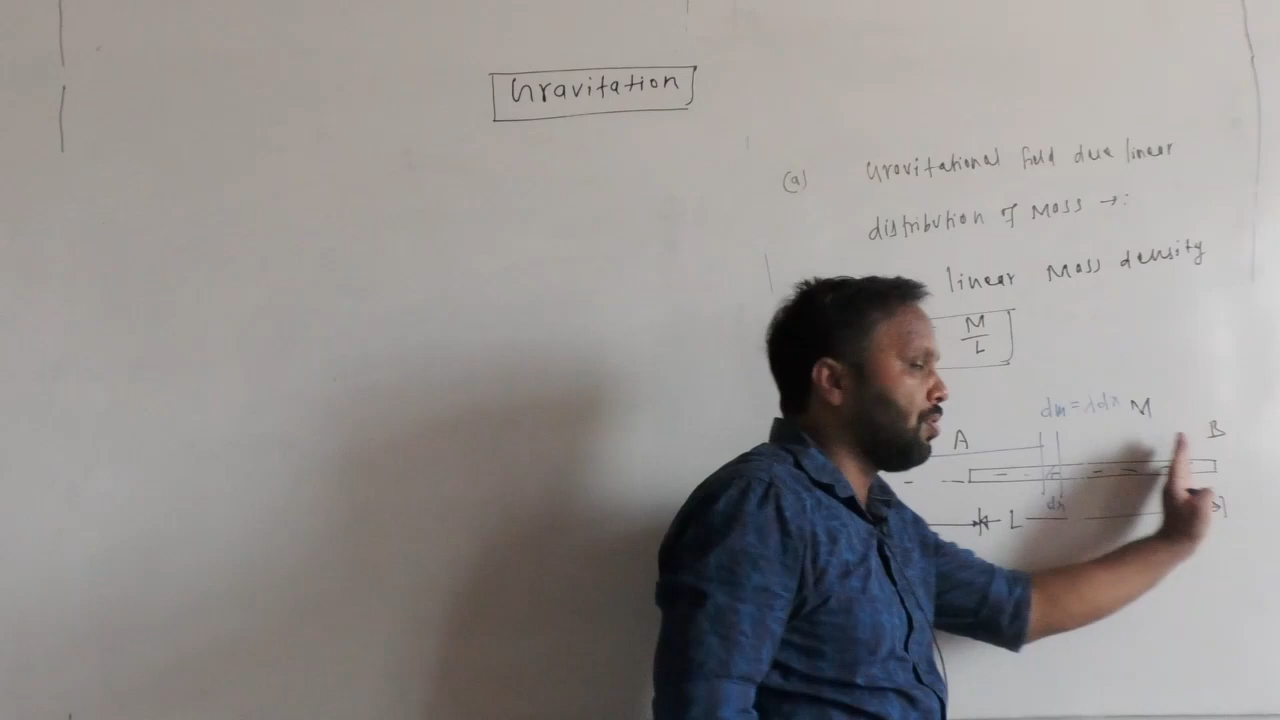 Gravitation
(a) Gravitational field due linear
distribution of Mass →:
linear Mass density
M
L
dm = λdx M
A
B
dx
L